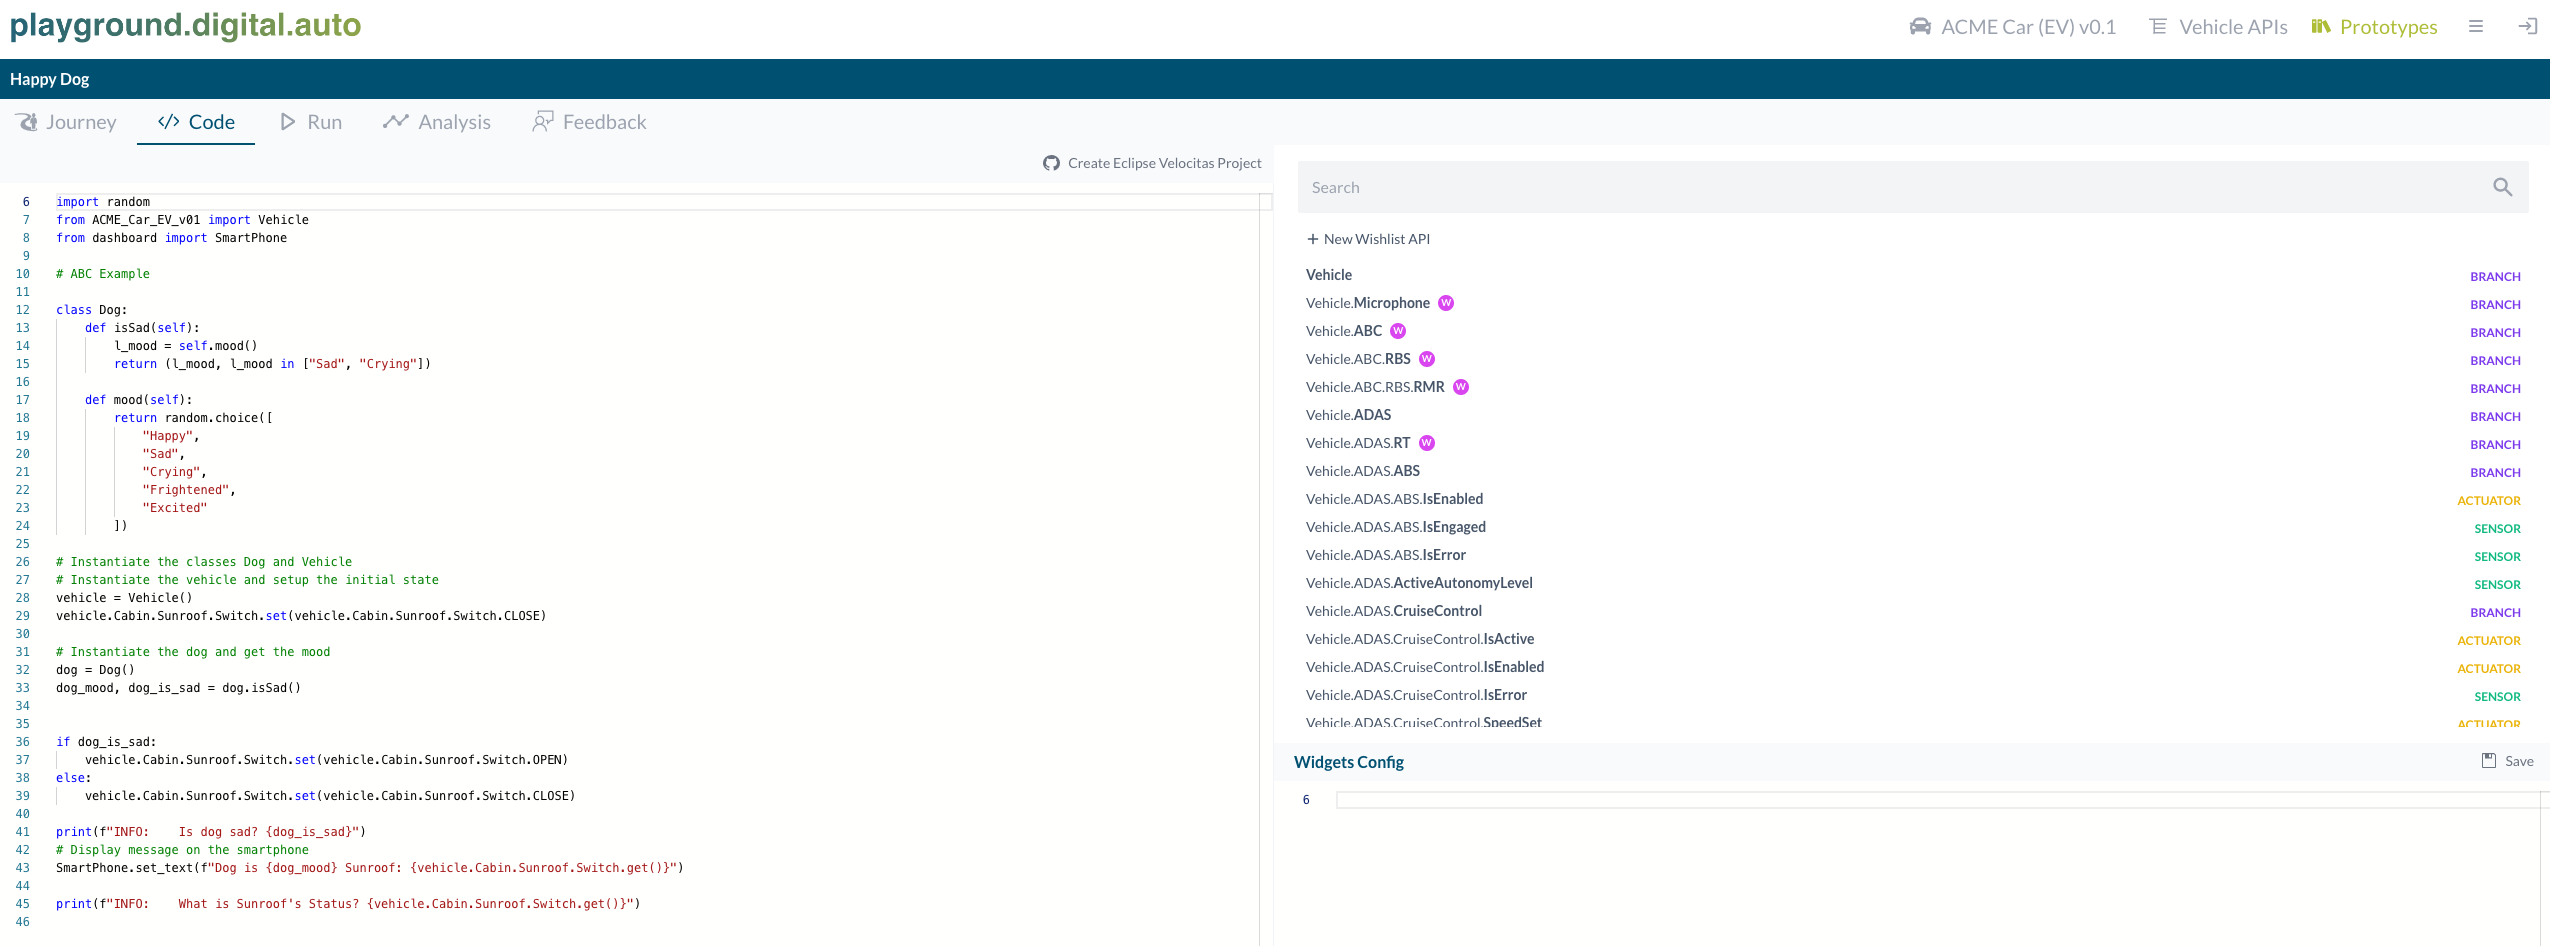 playground.digital.auto
ACME Car (EV) v0.1
Vehicle APIs
Prototypes
Happy Dog
Journey
</> Code
Run
Analysis
Feedback
Create Eclipse Velocitas Project
6 import random
7 from ACME_Car_EV_v01 import Vehicle
8 from dashboard import SmartPhone
9
10 # ABC Example
11
12 class Dog:
13     def isSad(self):
14         l_mood = self.mood()
15         return (l_mood, l_mood in ["Sad", "Crying"])
16
17     def mood(self):
18         return random.choice([
19             "Happy",
20             "Sad",
21             "Crying",
22             "Frightened",
23             "Excited"
24         ])
25
26 # Instantiate the classes Dog and Vehicle
27 # Instantiate the vehicle and setup the initial state
28 vehicle = Vehicle()
29 vehicle.Cabin.Sunroof.Switch.set(vehicle.Cabin.Sunroof.Switch.CLOSE)
30
31 # Instantiate the dog and get the mood
32 dog = Dog()
33 dog_mood, dog_is_sad = dog.isSad()
34
35
36 if dog_is_sad:
37     vehicle.Cabin.Sunroof.Switch.set(vehicle.Cabin.Sunroof.Switch.OPEN)
38 else:
39     vehicle.Cabin.Sunroof.Switch.set(vehicle.Cabin.Sunroof.Switch.CLOSE)
40
41 print(f"INFO:    Is dog sad? {dog_is_sad}")
42 # Display message on the smartphone
43 SmartPhone.set_text(f"Dog is {dog_mood} Sunroof: {vehicle.Cabin.Sunroof.Switch.get()}")
44
45 print(f"INFO:    What is Sunroof's Status? {vehicle.Cabin.Sunroof.Switch.get()}")
46
Search
+ New Wishlist API
Vehicle BRANCH
Vehicle.Microphone W BRANCH
Vehicle.ABC W BRANCH
Vehicle.ABC.RBS W BRANCH
Vehicle.ABC.RBS.RMR W BRANCH
Vehicle.ADAS BRANCH
Vehicle.ADAS.RT W BRANCH
Vehicle.ADAS.ABS BRANCH
Vehicle.ADAS.ABS.IsEnabled ACTUATOR
Vehicle.ADAS.ABS.IsEngaged SENSOR
Vehicle.ADAS.ABS.IsError SENSOR
Vehicle.ADAS.ActiveAutonomyLevel SENSOR
Vehicle.ADAS.CruiseControl BRANCH
Vehicle.ADAS.CruiseControl.IsActive ACTUATOR
Vehicle.ADAS.CruiseControl.IsEnabled ACTUATOR
Vehicle.ADAS.CruiseControl.IsError SENSOR
Vehicle.ADAS.CruiseControl.SpeedSet ACTUATOR
Widgets Config
Save
6